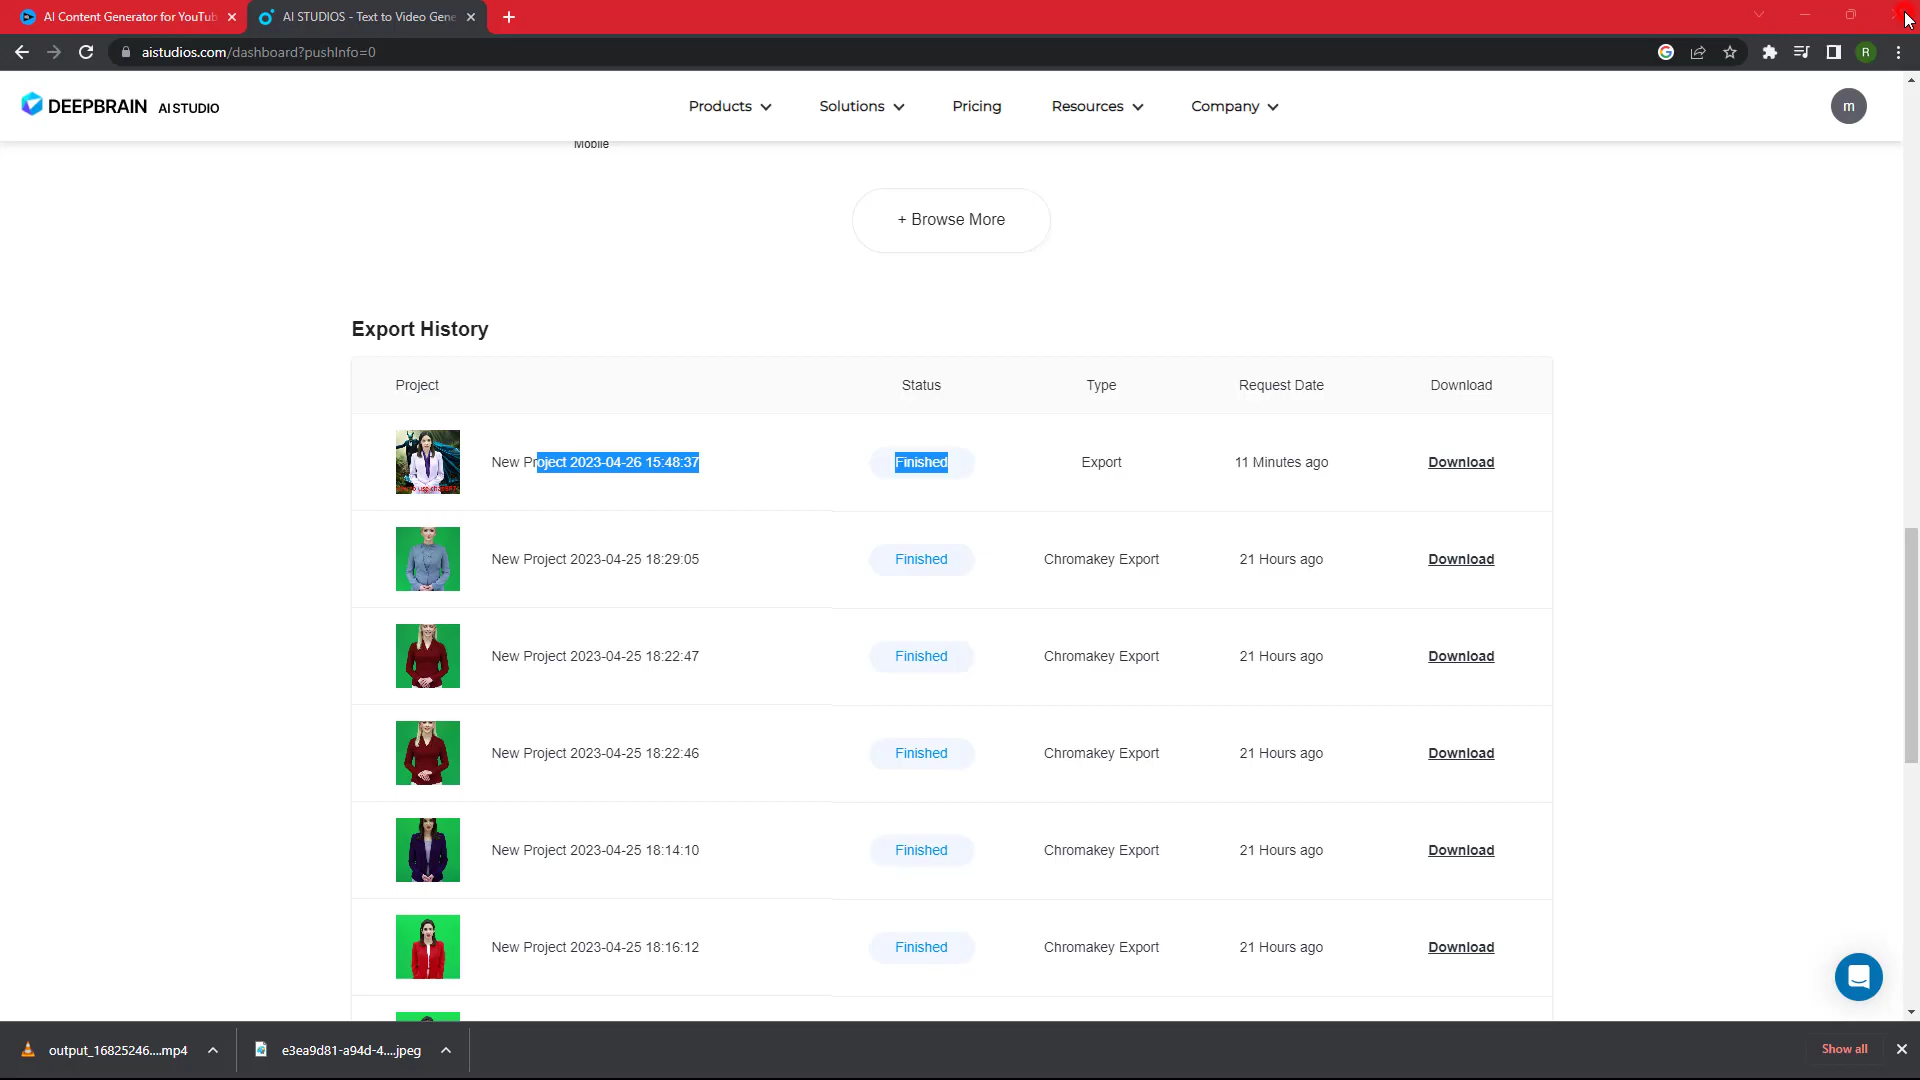 AI Content Generator for YouTub
AI STUDIOS - Text to Video Gene
aistudios.com/dashboard?pushInfo=0
R
DEEPBRAIN AI STUDIO
Products
Solutions
Pricing
Resources
Company
m
Mobile
+ Browse More
Export History
Project Status Type Request Date Download
New Project 2023-04-26 15:48:37 Finished Export 11 Minutes ago Download
New Project 2023-04-25 18:29:05 Finished Chromakey Export 21 Hours ago Download
New Project 2023-04-25 18:22:47 Finished Chromakey Export 21 Hours ago Download
New Project 2023-04-25 18:22:46 Finished Chromakey Export 21 Hours ago Download
New Project 2023-04-25 18:14:10 Finished Chromakey Export 21 Hours ago Download
New Project 2023-04-25 18:16:12 Finished Chromakey Export 21 Hours ago Download
output_16825246....mp4
e3ea9d81-a94d-4....jpeg
Show all